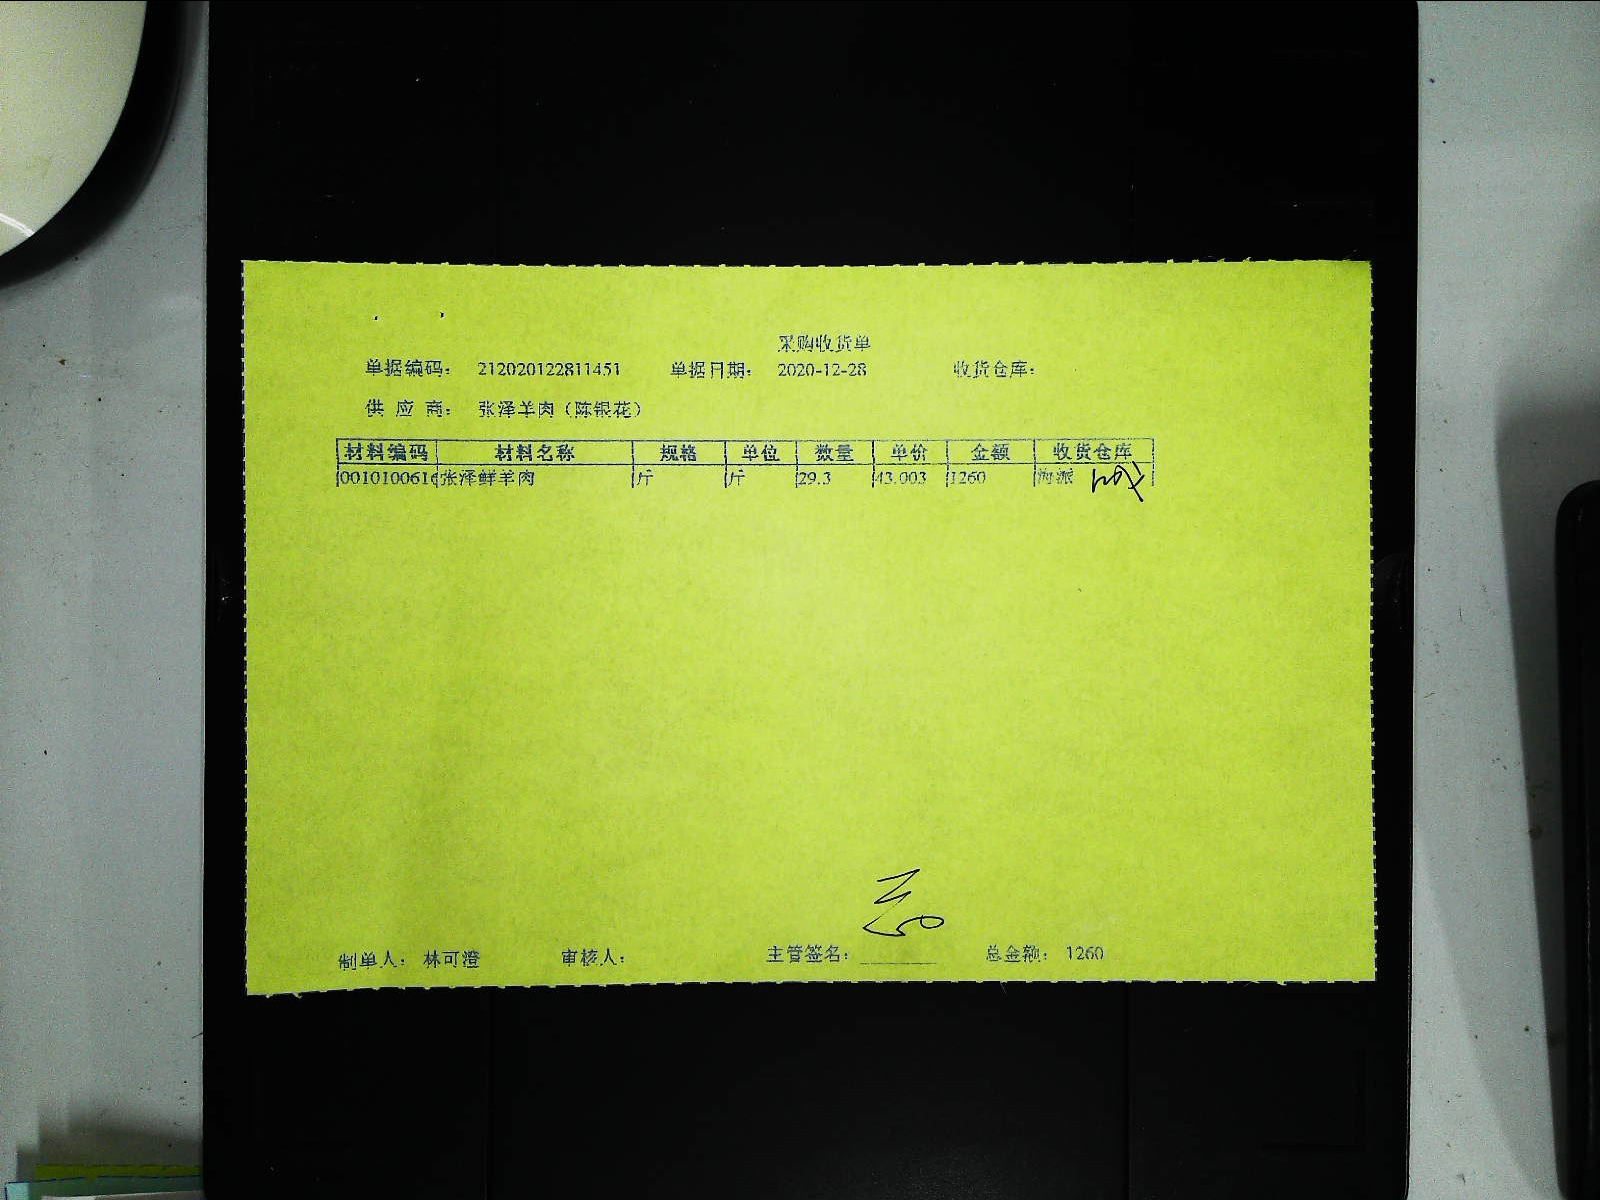 采购收货单
单据编码： 212020122811451 单据日期： 2020-12-28 收货仓库：
供 应 商： 张泽羊肉（陈银花）
材料编码 材料名称 规格 单位 数量 单价 金额 收货仓库
001010061 张泽鲜羊肉 斤 斤 29.3 43.003 1260 海派
制单人： 林可澄 审核人： 主管签名： 总金额： 1260